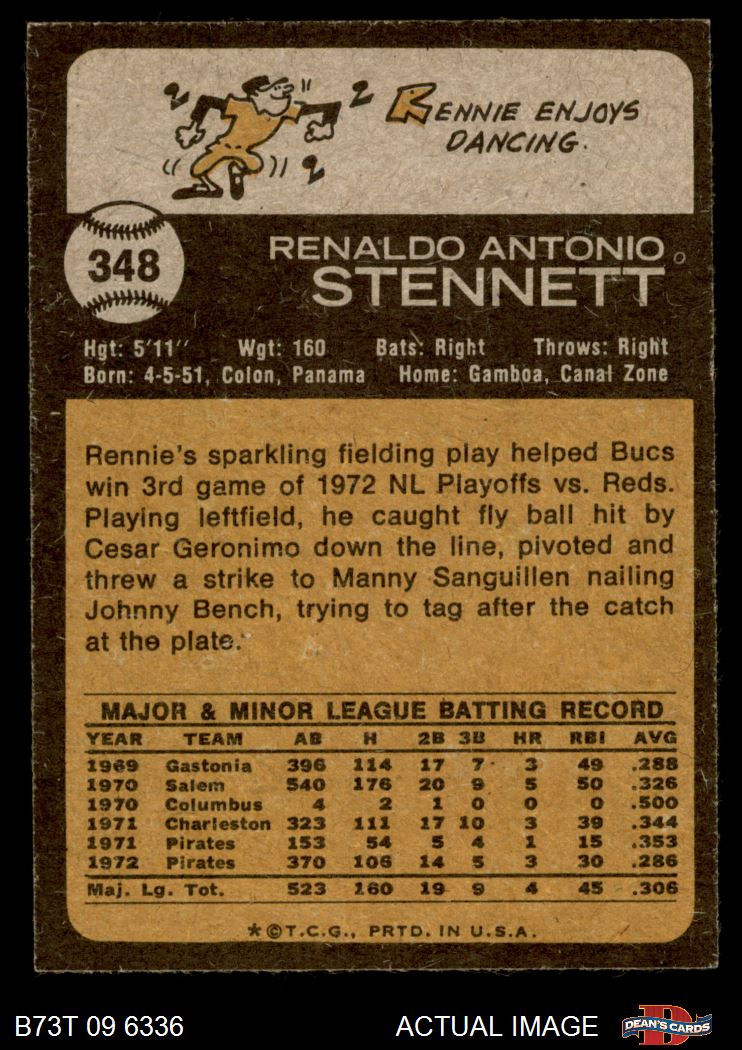 RENNIE ENJOYS
DANCING.
348
RENALDO ANTONIO
STENNETT
Hgt: 5'11" Wgt: 160 Bats: Right Throws: Right
Born: 4-5-51, Colon, Panama Home: Gamboa, Canal Zone
Rennie's sparkling fielding play helped Bucs
win 3rd game of 1972 NL Playoffs vs. Reds.
Playing leftfield, he caught fly ball hit by
Cesar Geronimo down the line, pivoted and
threw a strike to Manny Sanguillen nailing
Johnny Bench, trying to tag after the catch
at the plate.
MAJOR & MINOR LEAGUE BATTING RECORD
YEAR TEAM AB H 2B 3B HR RBI AVG
1969 Gastonia 396 114 17 7 3 49 .288
1970 Salem 540 176 20 9 5 50 .326
1970 Columbus 4 2 1 0 0 0 .500
1971 Charleston 323 111 17 10 3 39 .344
1971 Pirates 153 54 5 4 1 15 .353
1972 Pirates 370 106 14 5 3 30 .286
Maj. Lg. Tot. 523 160 19 9 4 45 .306
*©T.C.G., PRTD. IN U.S.A.
B73T 09 6336 ACTUAL IMAGE D DEAN'S CARDS